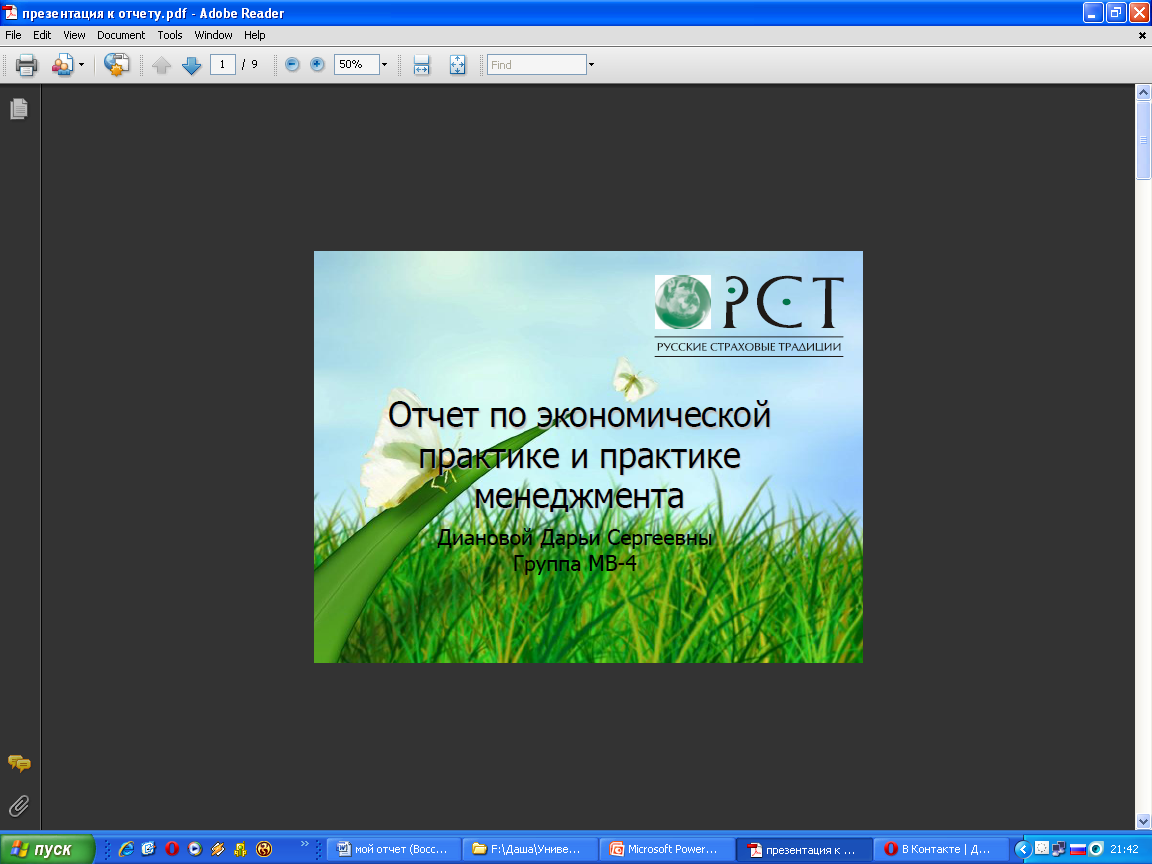 презентация к отчету.pdf - Adobe Reader
File Edit View Document Tools Window Help
1 / 9 50% Find
РСТ
РУССКИЕ СТРАХОВЫЕ ТРАДИЦИИ
Отчет по экономической
практике и практике
менеджмента
Диановой Дарьи Сергеевны
Группа МВ-4
пуск
мой отчет (Восс...
F:\Даша\Униве...
Microsoft Power...
презентация к ...
В Контакте | Д...
21:42